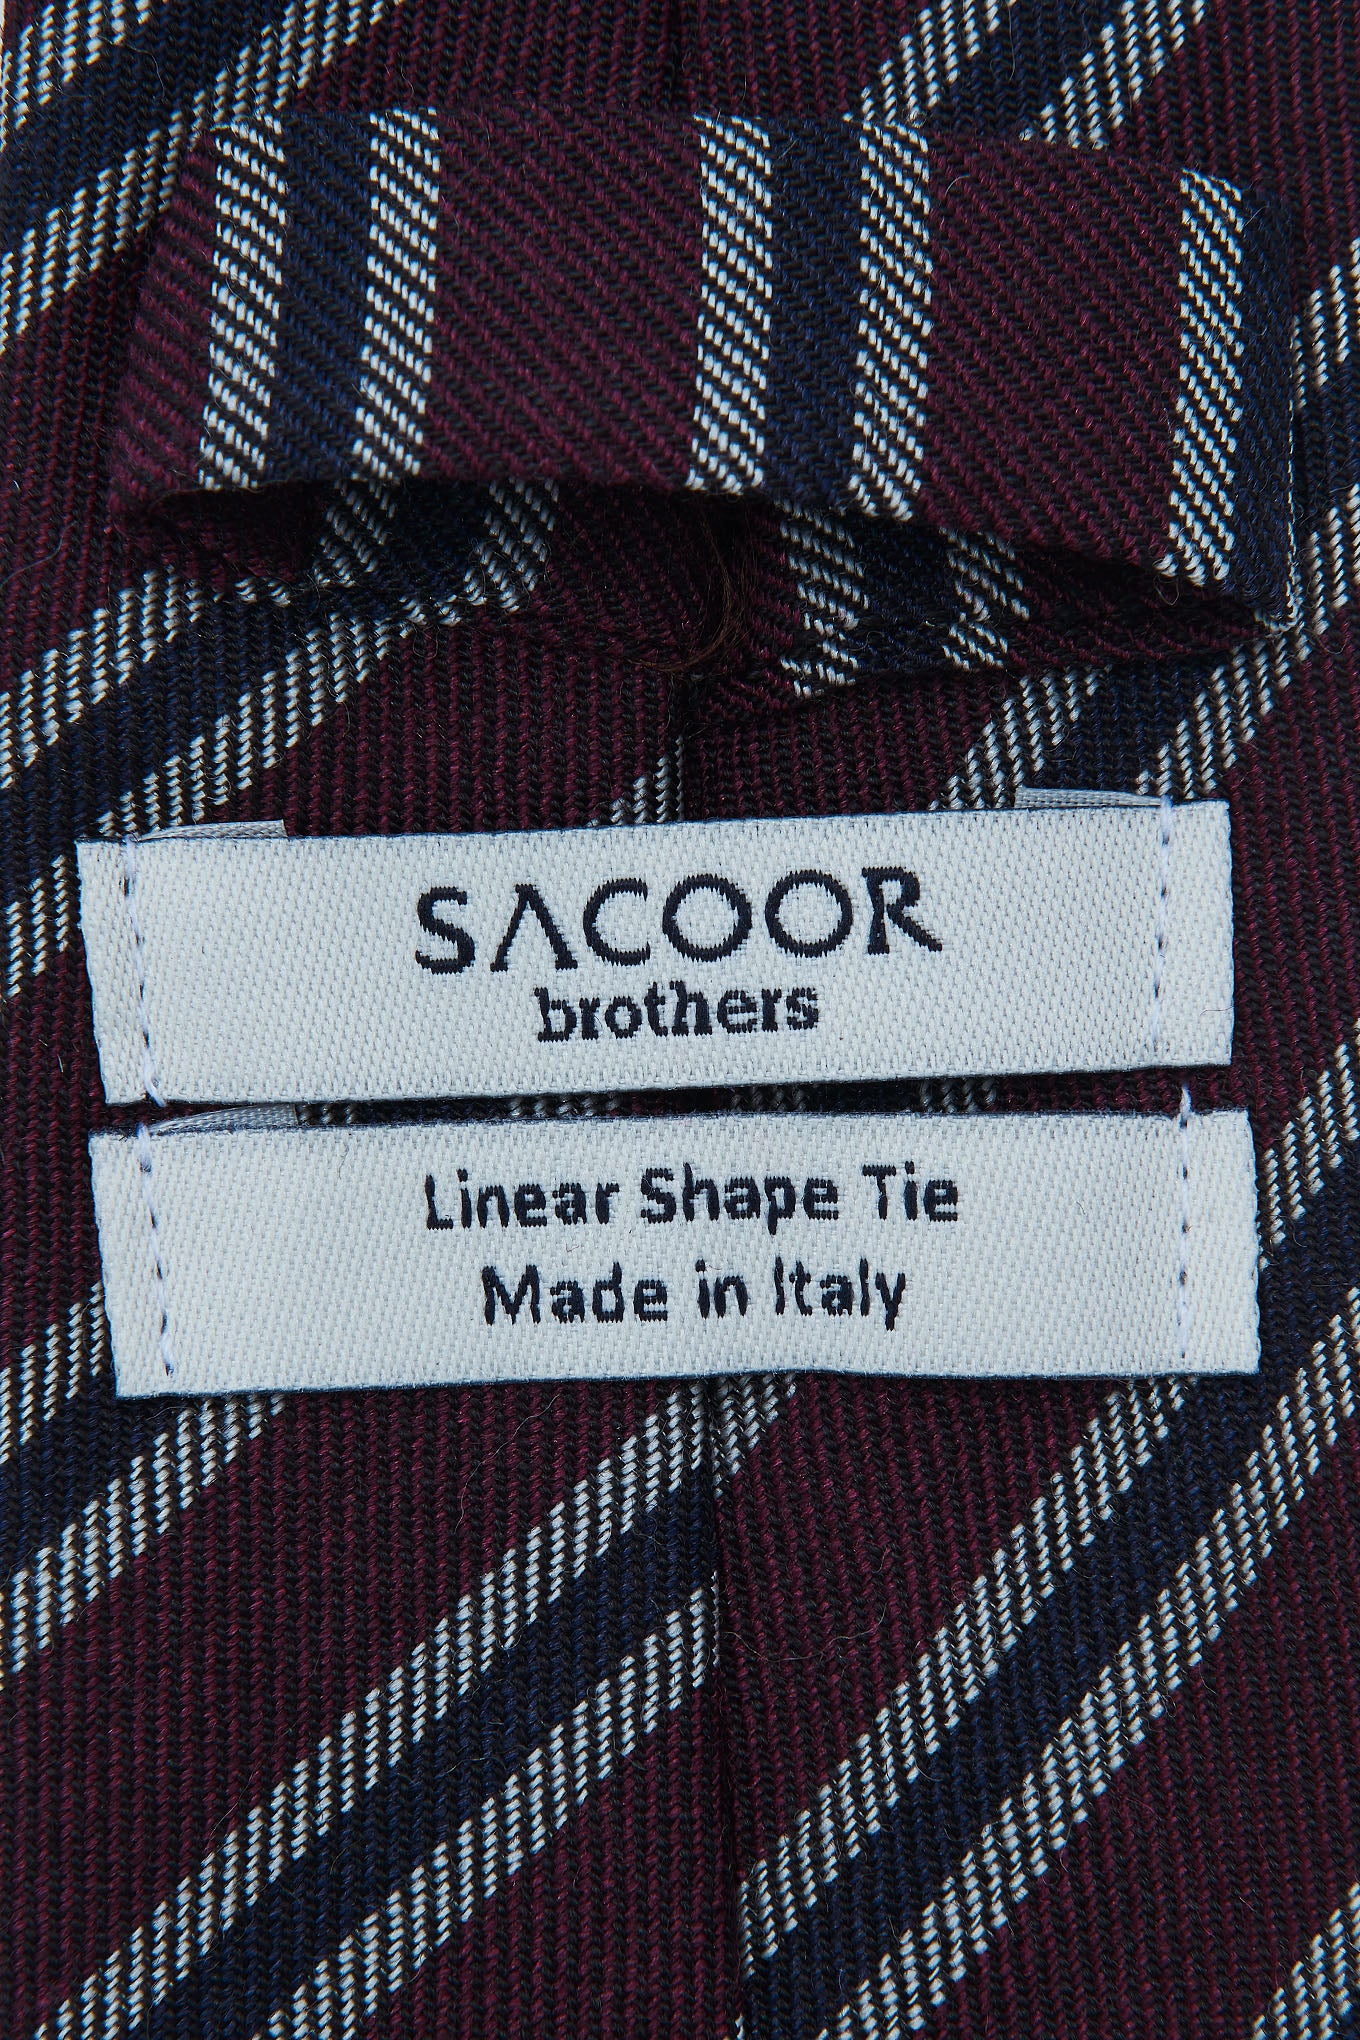 SACOOR
brothers
Linear Shape Tie
Made in Italy